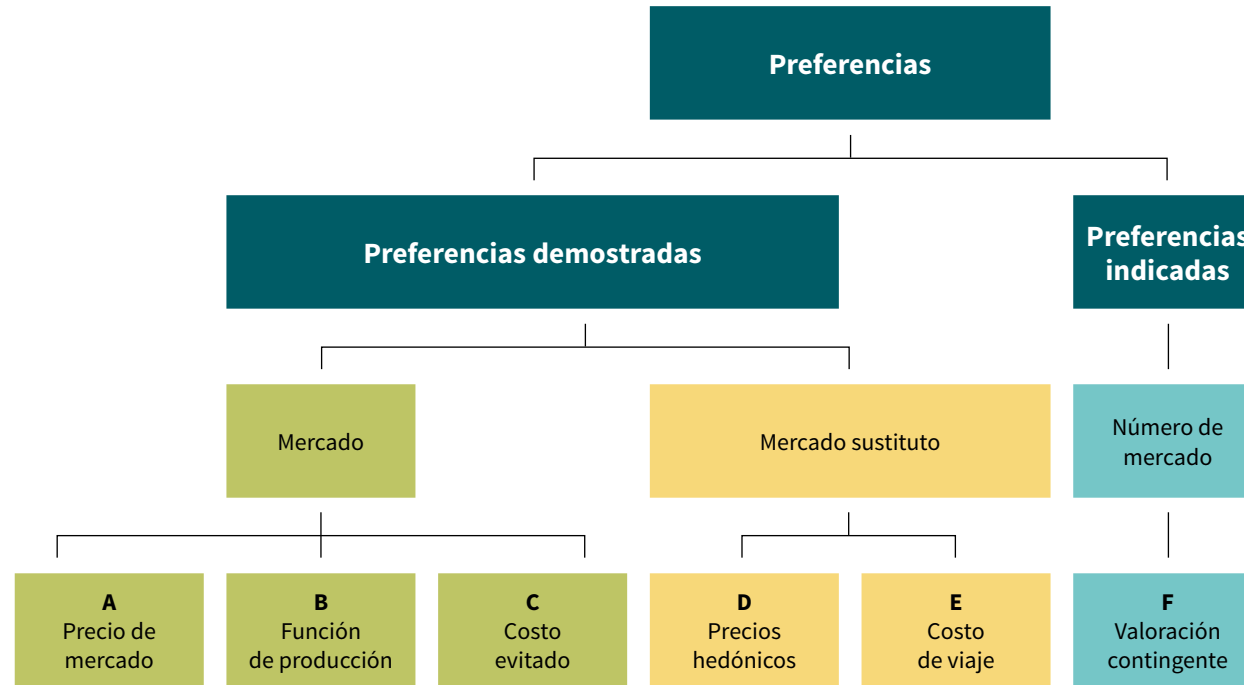 Preferencias
Preferencias demostradas
Preferencias
indicadas
Mercado
Mercado sustituto
Número de
mercado
A
Precio de
mercado
B
Función
de producción
C
Costo
evitado
D
Precios
hedónicos
E
Costo
de viaje
F
Valoración
contingente